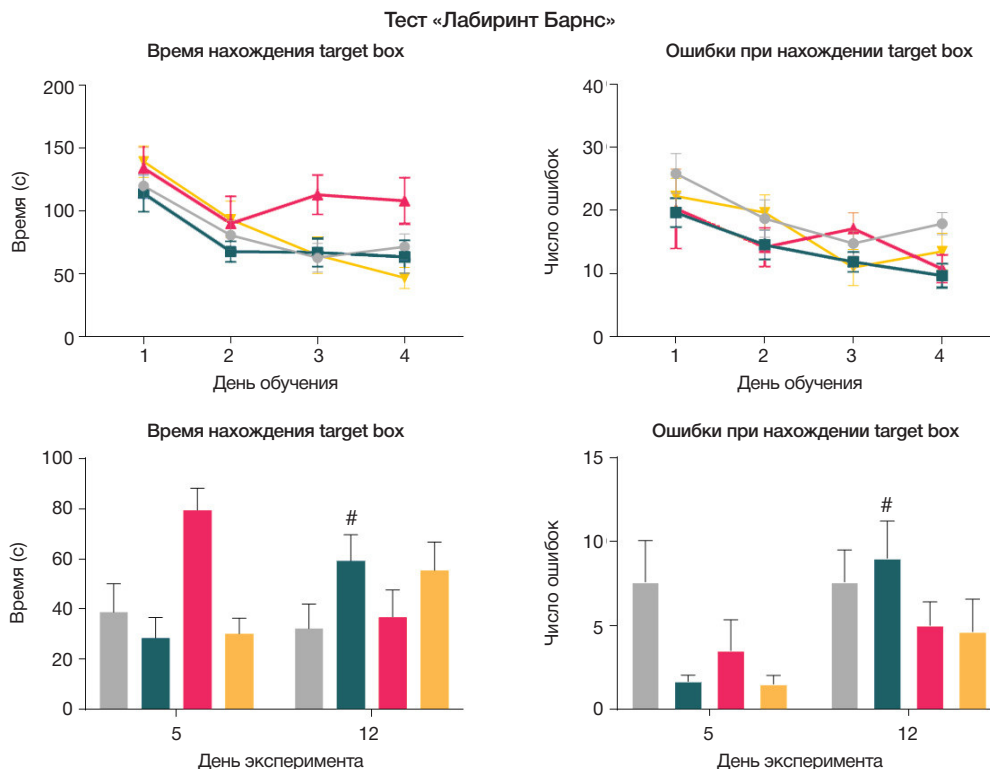 Тест «Лабиринт Барнс»
Время нахождения target box
Время (с)
200
150
100
50
0
1 2 3 4
День обучения
Ошибки при нахождении target box
Число ошибок
40
30
20
10
0
1 2 3 4
День обучения
Время нахождения target box
Время (с)
100
80
60
40
20
0
#
5 12
День эксперимента
Ошибки при нахождении target box
Число ошибок
15
10
5
0
#
5 12
День эксперимента